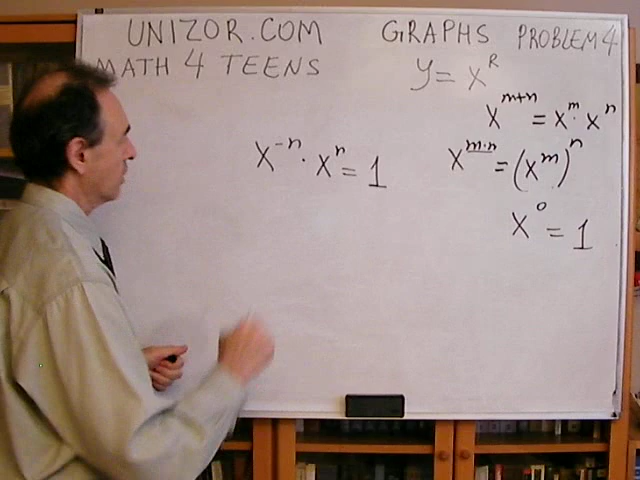 UNIZOR.COM GRAPHS PROBLEM 4
MATH 4 TEENS y = x^R
x^{m+n} = x^m · x^n
x^{-n} · x^n = 1
x^{m·n} = (x^m)^n
x^0 = 1